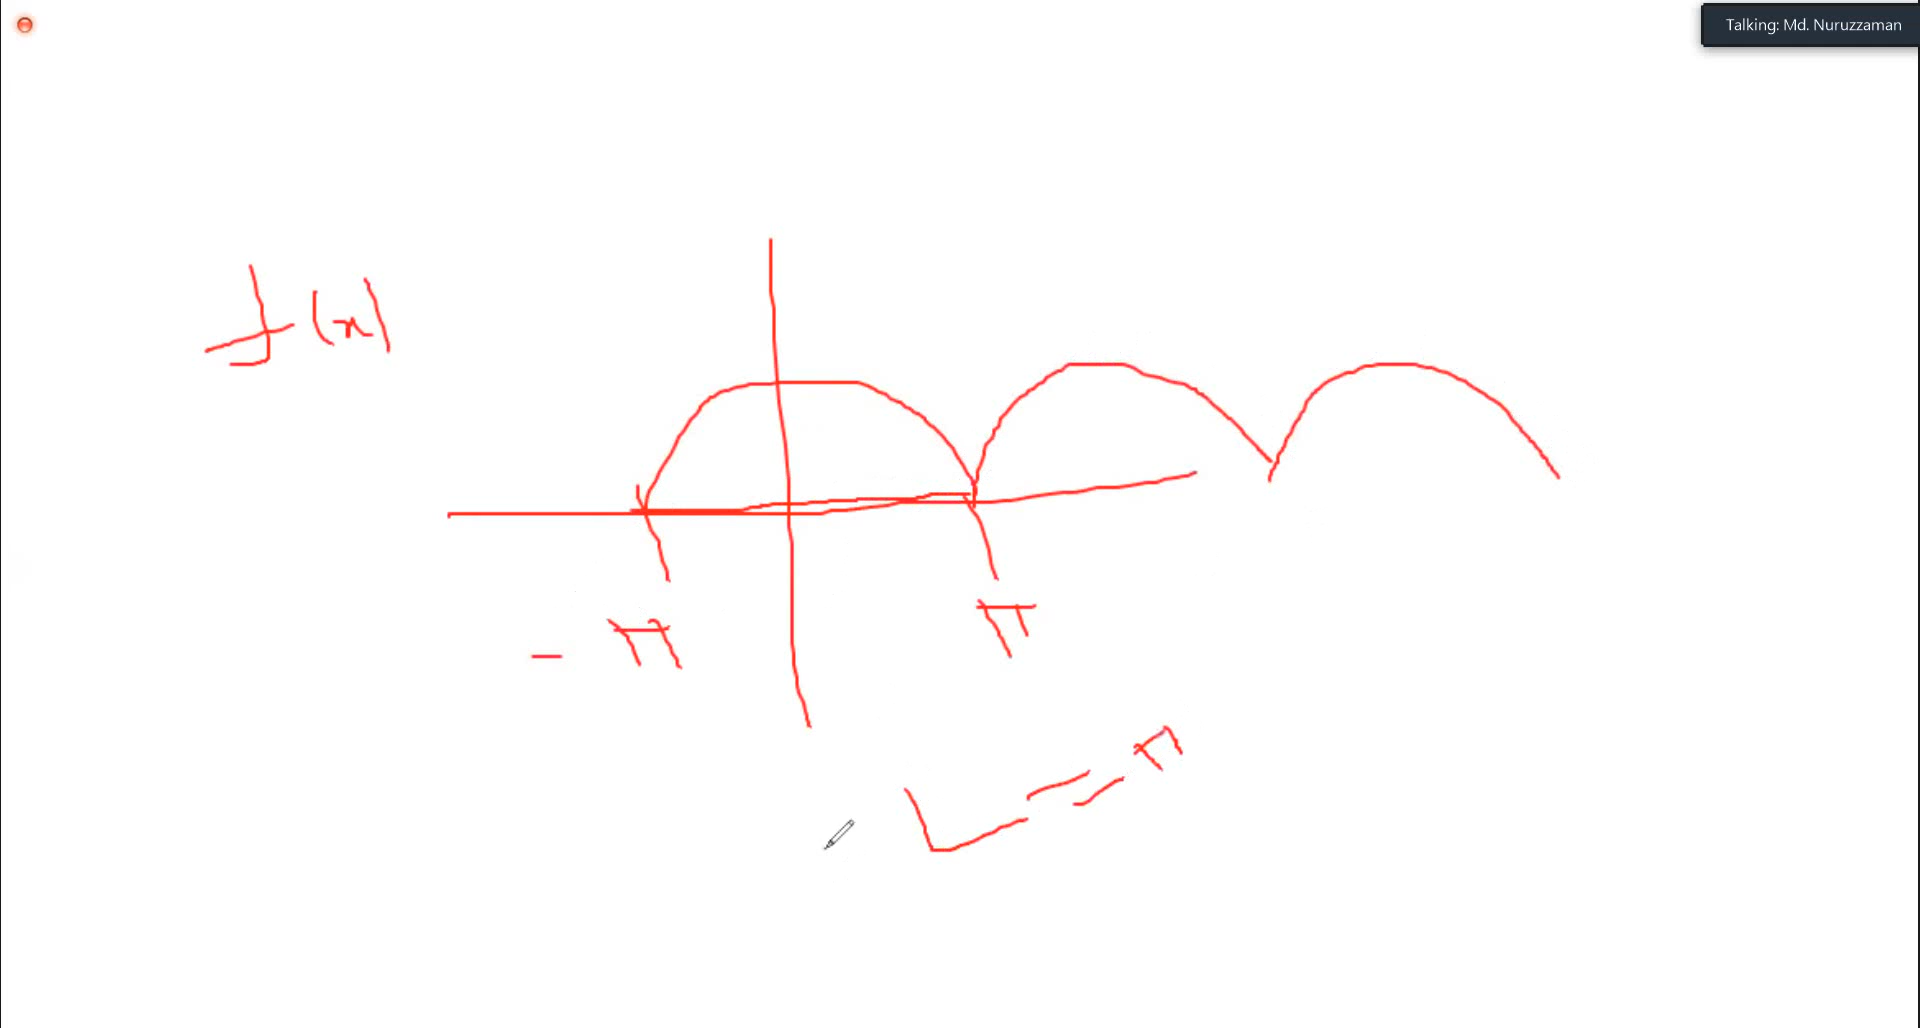 Talking: Md. Nuruzzaman
f(x)
- π
π
L = π